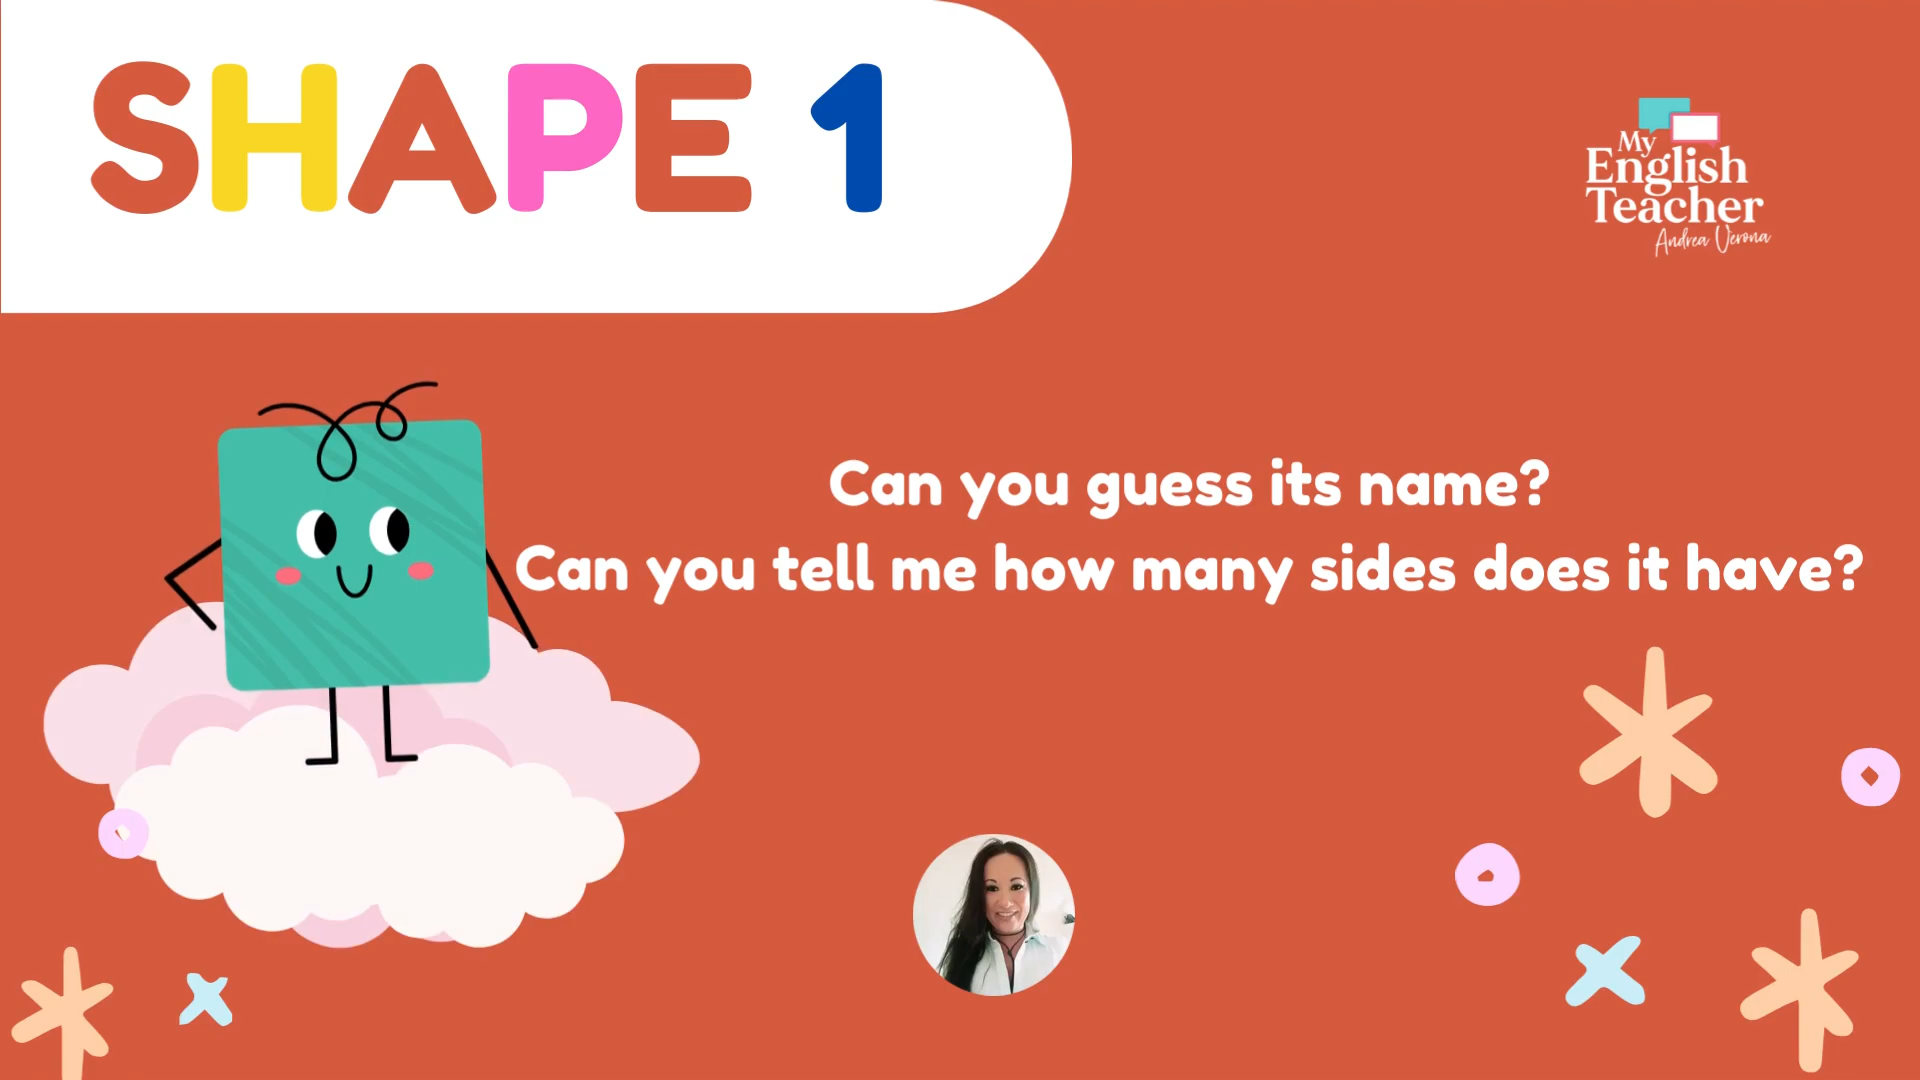 SHAPE 1
My
English
Teacher
Andrea Verona
Can you guess its name?
Can you tell me how many sides does it have?